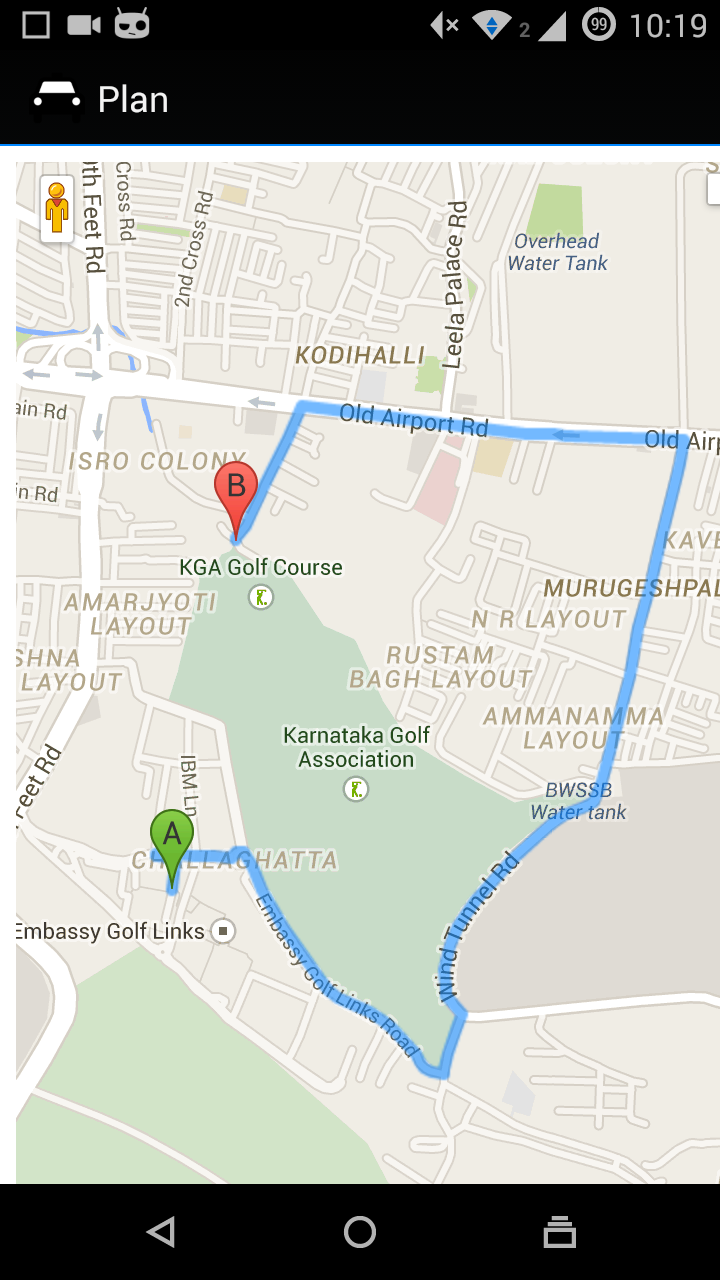 2 99 10:19
Plan
th Feet Rd
Cross Rd
2nd Cross Rd
Leela Palace Rd
Overhead
Water Tank
KODIHALLI
ain Rd
Old Airport Rd
Old Airp
ISRO COLONY
in Rd
B
KAVE
KGA Golf Course
MURUGESHPAL
AMARJYOTI
LAYOUT
N R LAYOUT
SHNA
LAYOUT
RUSTAM
BAGH LAYOUT
AMMANAMMA
LAYOUT
Karnataka Golf
Association
Feet Rd
IBM Ln
BWSSB
Water tank
A
CHALLAGHATTA
Wind Tunnel Rd
Embassy Golf Links
Embassy Golf Links Road